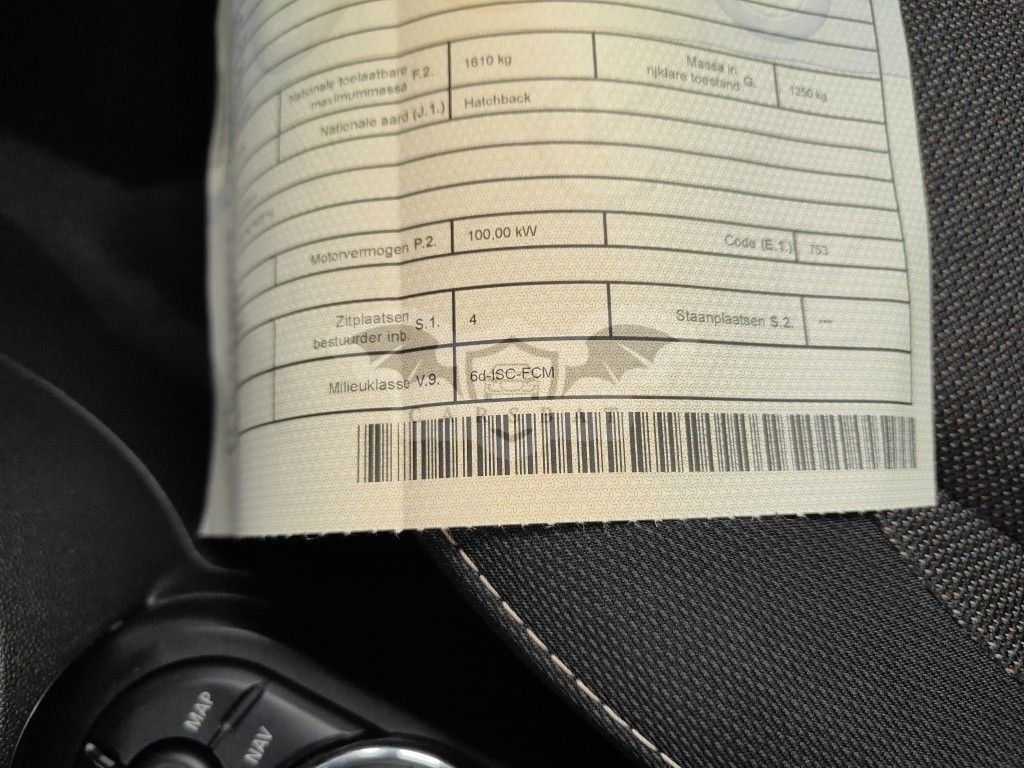 Nationale toelaatbare maximummassa F.2. 1610 kg Massa in rijklare toestand G. 1250 kg
Nationale aard (J.1.) Hatchback
Motorvermogen P.2. 100,00 kW Code (E.1.) 753
Zitplaatsen bestuurder inb. S.1. 4 Staanplaatsen S.2. ---
Milieuklasse V.9. 6d-ISC-FCM
MAP
NAV